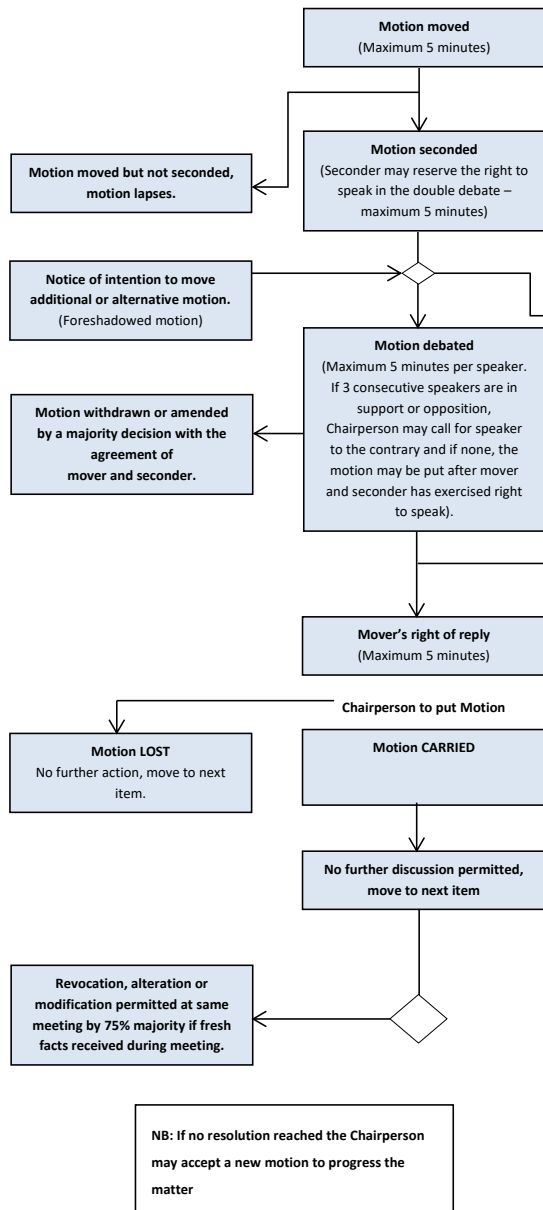 Motion moved
(Maximum 5 minutes)
Motion seconded
(Seconder may reserve the right to
speak in the double debate –
maximum 5 minutes)
Motion moved but not seconded,
motion lapses.
Notice of intention to move
additional or alternative motion.
(Foreshadowed motion)
Motion debated
(Maximum 5 minutes per speaker.
If 3 consecutive speakers are in
support or opposition,
Chairperson may call for speaker
to the contrary and if none, the
motion may be put after mover
and seconder has exercised right
to speak).
Motion withdrawn or amended
by a majority decision with the
agreement of
mover and seconder.
Mover’s right of reply
(Maximum 5 minutes)
Chairperson to put Motion
Motion LOST
No further action, move to next
item.
Motion CARRIED
No further discussion permitted,
move to next item
Revocation, alteration or
modification permitted at same
meeting by 75% majority if fresh
facts received during meeting.
NB: If no resolution reached the Chairperson
may accept a new motion to progress the
matter